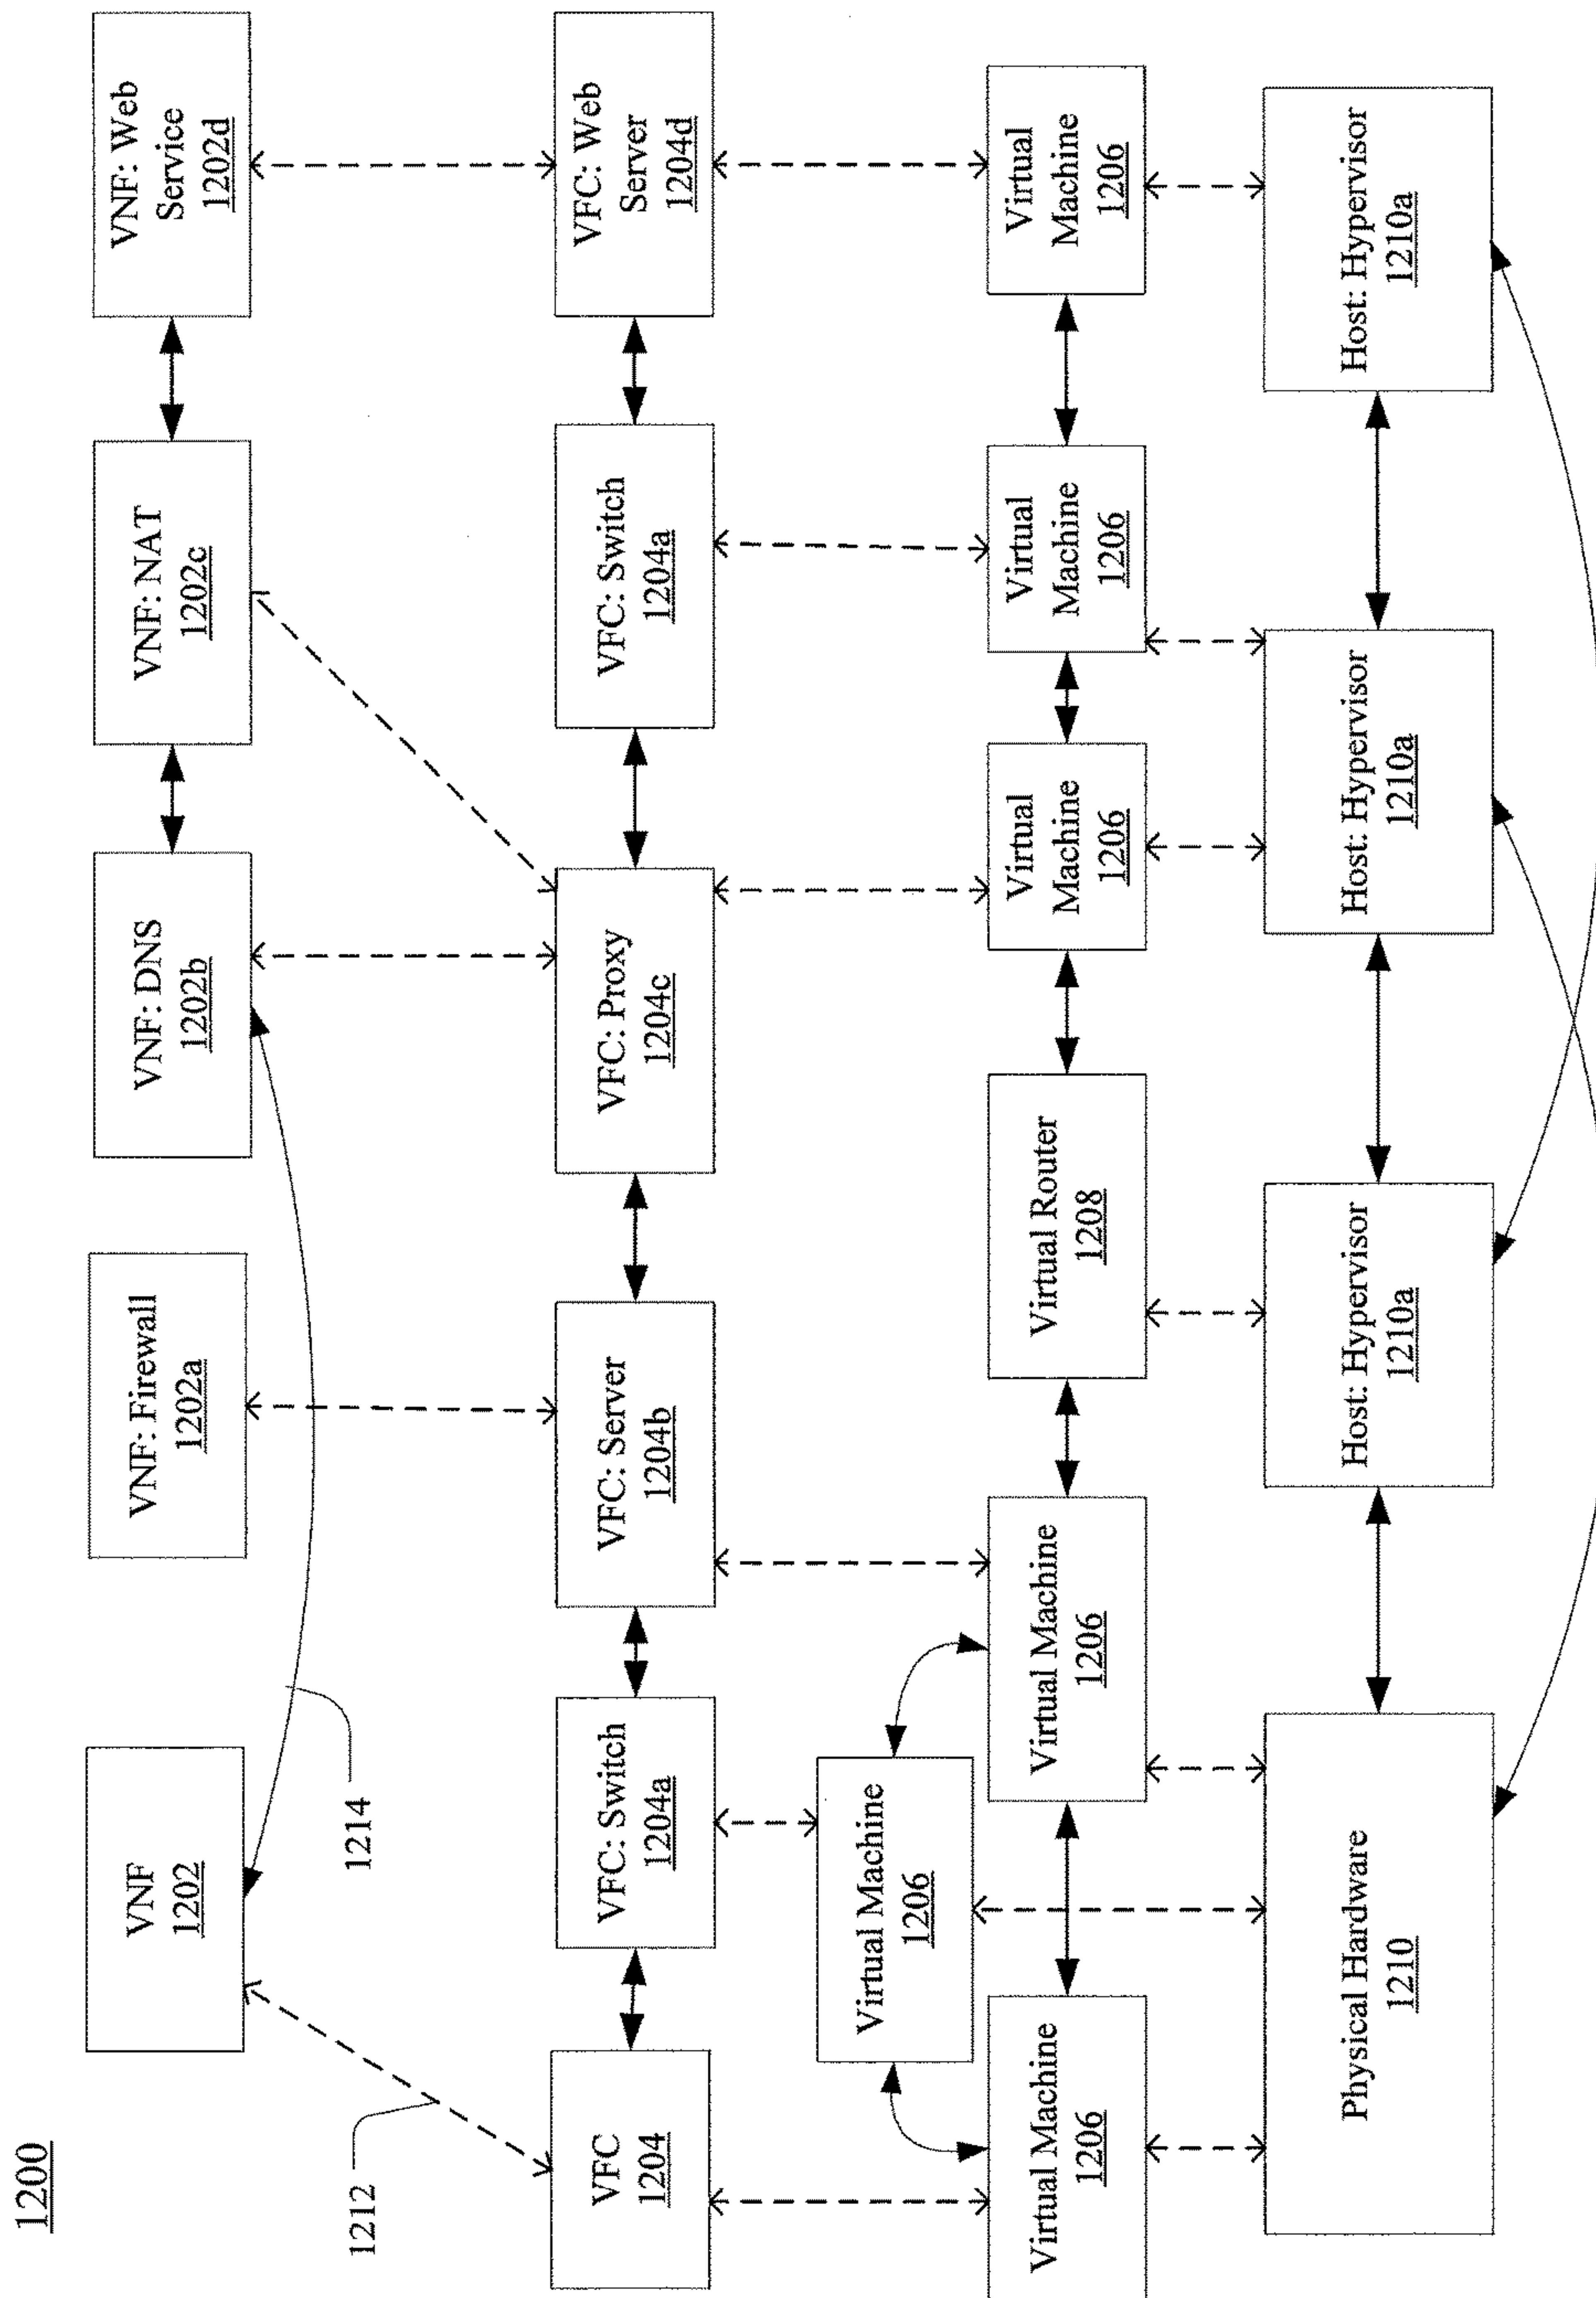 1200
VNF
1202
VNF: Firewall
1202a
VNF: DNS
1202b
VNF: NAT
1202c
VNF: Web
Service
1202d
1212
1214
VFC
1204
VFC: Switch
1204a
VFC: Server
1204b
VFC: Proxy
1204c
VFC: Switch
1204a
VFC: Web
Server
1204d
Virtual Machine
1206
Virtual Machine
1206
Virtual Machine
1206
Virtual Router
1208
Virtual
Machine
1206
Virtual
Machine
1206
Virtual
Machine
1206
Physical Hardware
1210
Host: Hypervisor
1210a
Host: Hypervisor
1210a
Host: Hypervisor
1210a